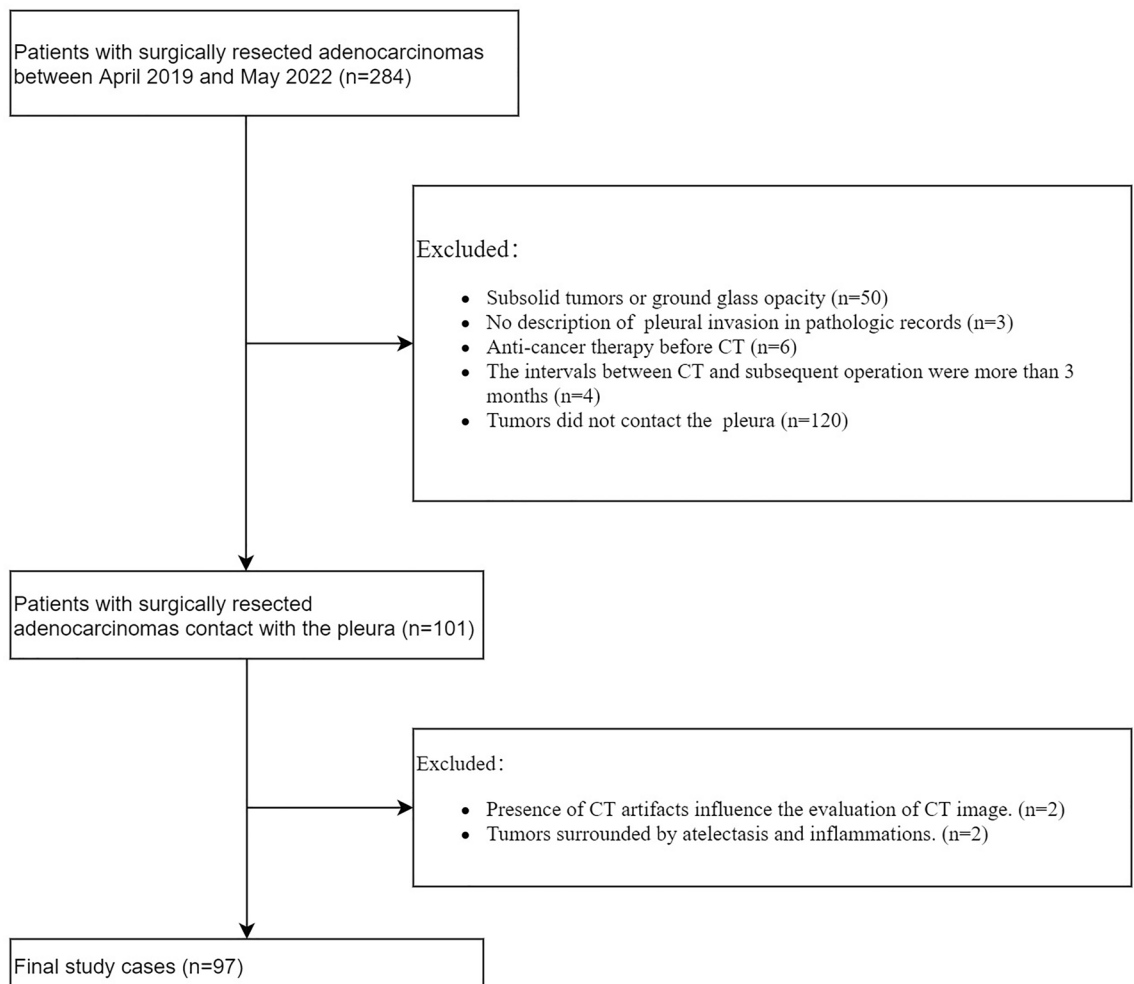 Patients with surgically resected adenocarcinomas
between April 2019 and May 2022 (n=284)
Excluded：
• Subsolid tumors or ground glass opacity (n=50)
• No description of  pleural invasion in pathologic records (n=3)
• Anti-cancer therapy before CT (n=6)
• The intervals between CT and subsequent operation were more than 3
months (n=4)
• Tumors did not contact the  pleura (n=120)
Patients with surgically resected
adenocarcinomas contact with the pleura (n=101)
Excluded：
• Presence of CT artifacts influence the evaluation of CT image. (n=2)
• Tumors surrounded by atelectasis and inflammations. (n=2)
Final study cases (n=97)